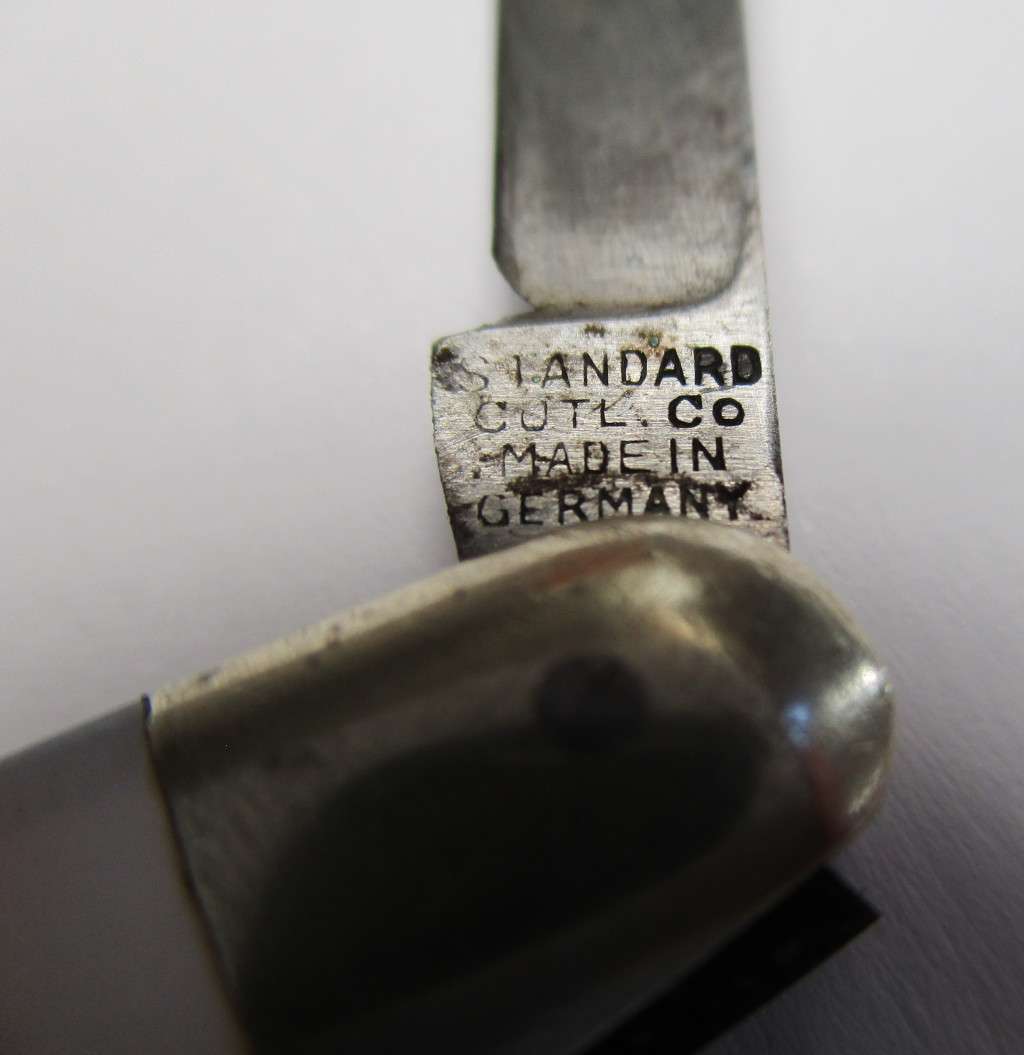 STANDARD
CUTL. Co
MADE IN
GERMANY